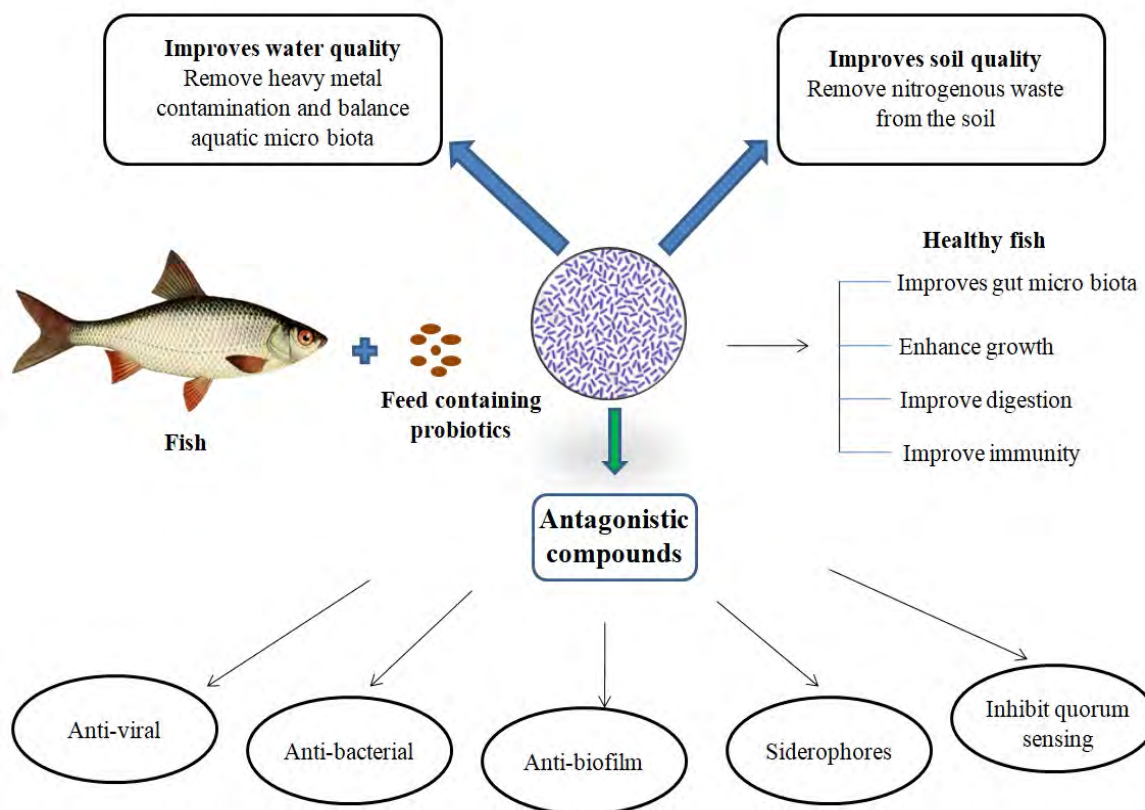 Improves water quality
Remove heavy metal
contamination and balance
aquatic micro biota
Improves soil quality
Remove nitrogenous waste
from the soil
Healthy fish
Improves gut micro biota
Enhance growth
Improve digestion
Improve immunity
Feed containing
probiotics
Fish
Antagonistic
compounds
Anti-viral
Anti-bacterial
Anti-biofilm
Siderophores
Inhibit quorum
sensing